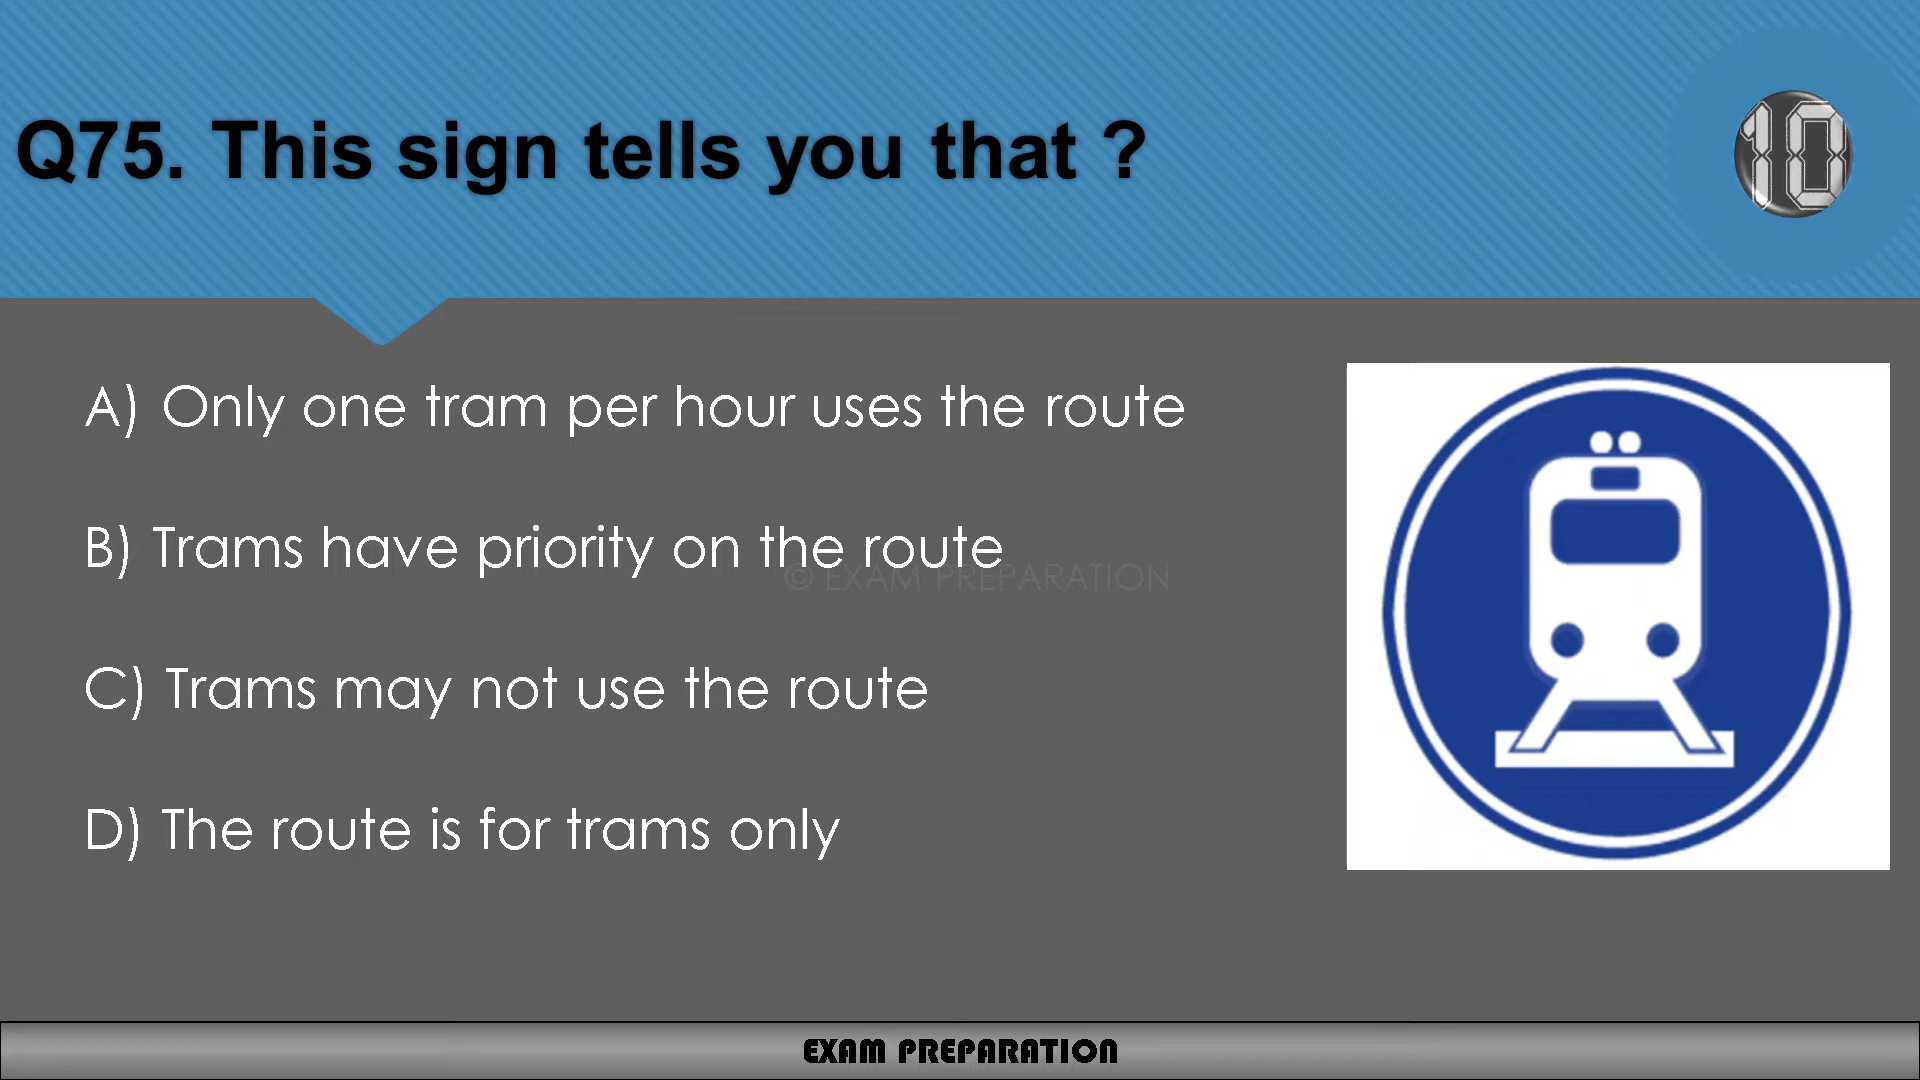 Q75. This sign tells you that ?
10
A) Only one tram per hour uses the route
B) Trams have priority on the route
© EXAM PREPARATION
C) Trams may not use the route
D) The route is for trams only
EXAM PREPARATION